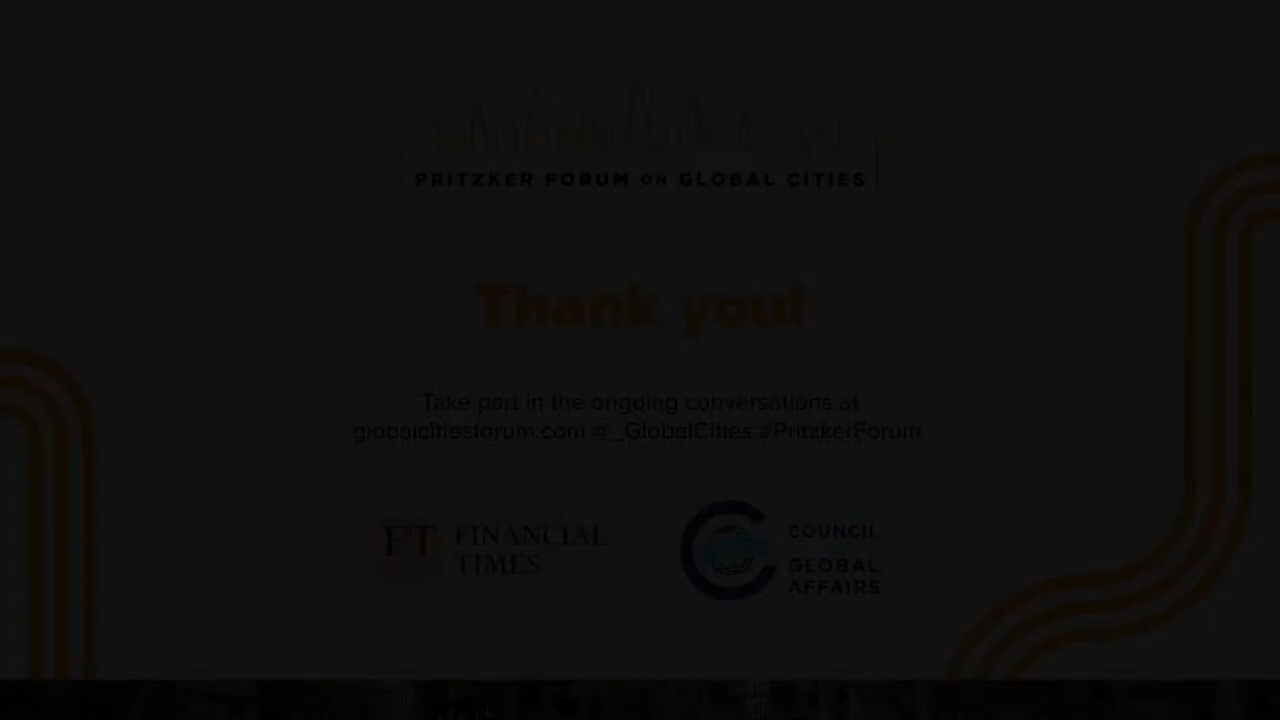 PRITZKER FORUM ON GLOBAL CITIES
Thank you!
Take part in the ongoing conversations at
globalcitiesforum.com @_GlobalCities #PritzkerForum
FT FINANCIAL
TIMES
COUNCIL
GLOBAL
AFFAIRS